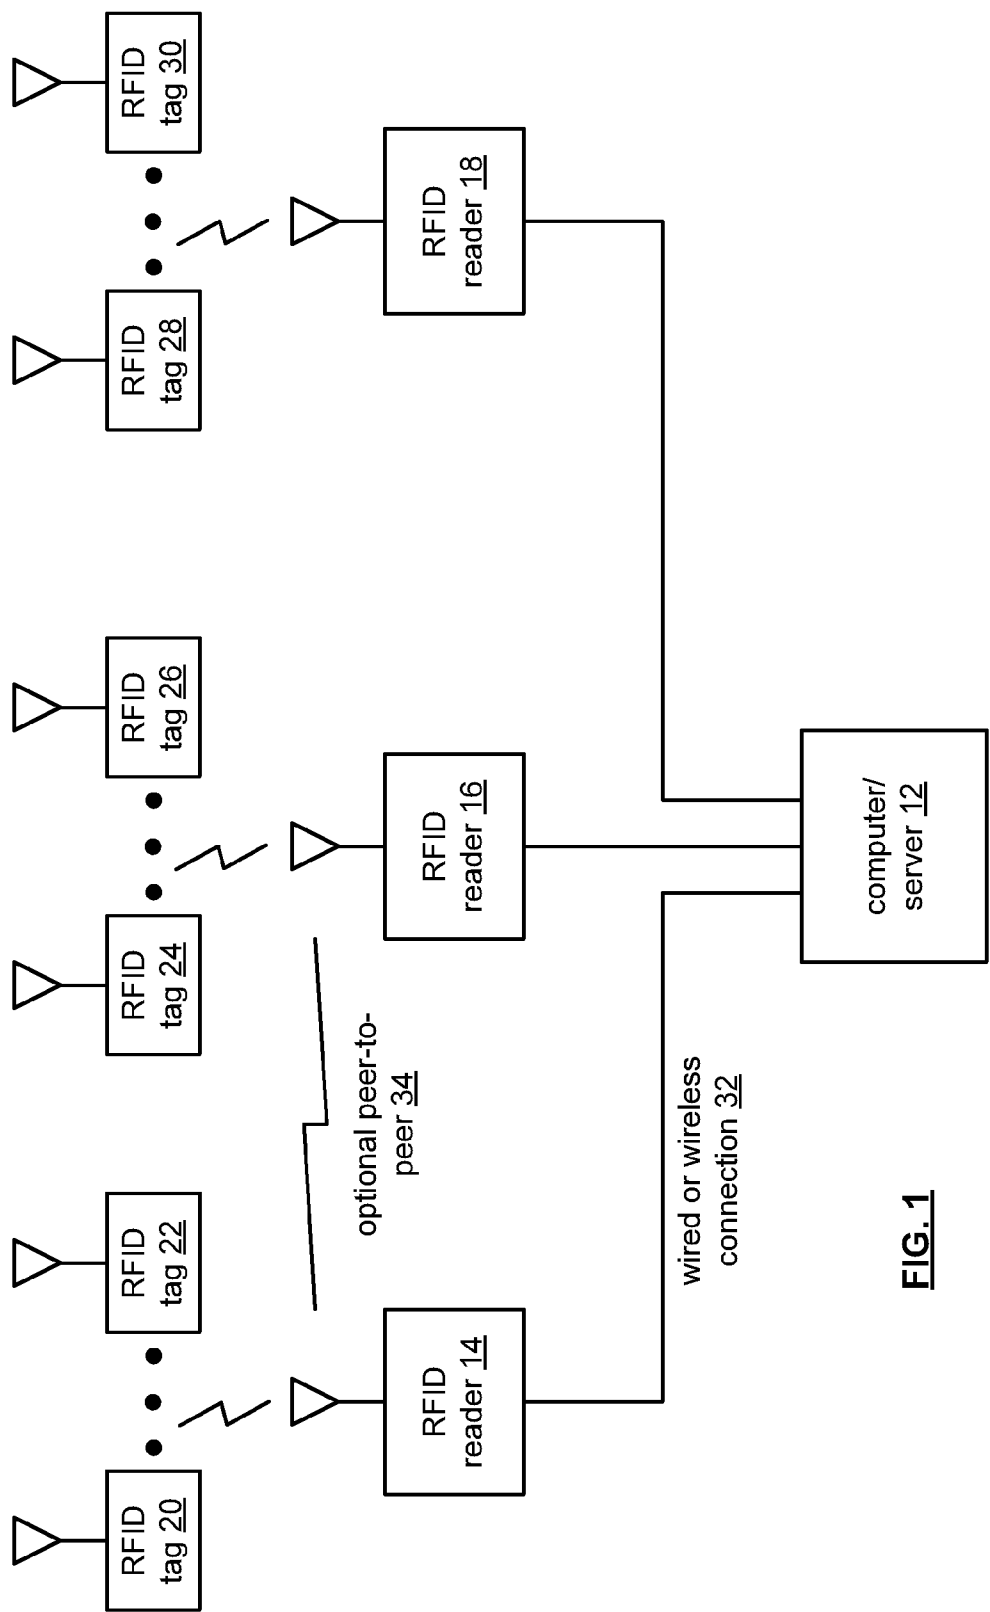 RFID
tag 20
RFID
tag 22
RFID
tag 24
RFID
tag 26
RFID
tag 28
RFID
tag 30
optional peer-to-
peer 34
RFID
reader 14
RFID
reader 16
RFID
reader 18
wired or wireless
connection 32
computer/
server 12
FIG. 1